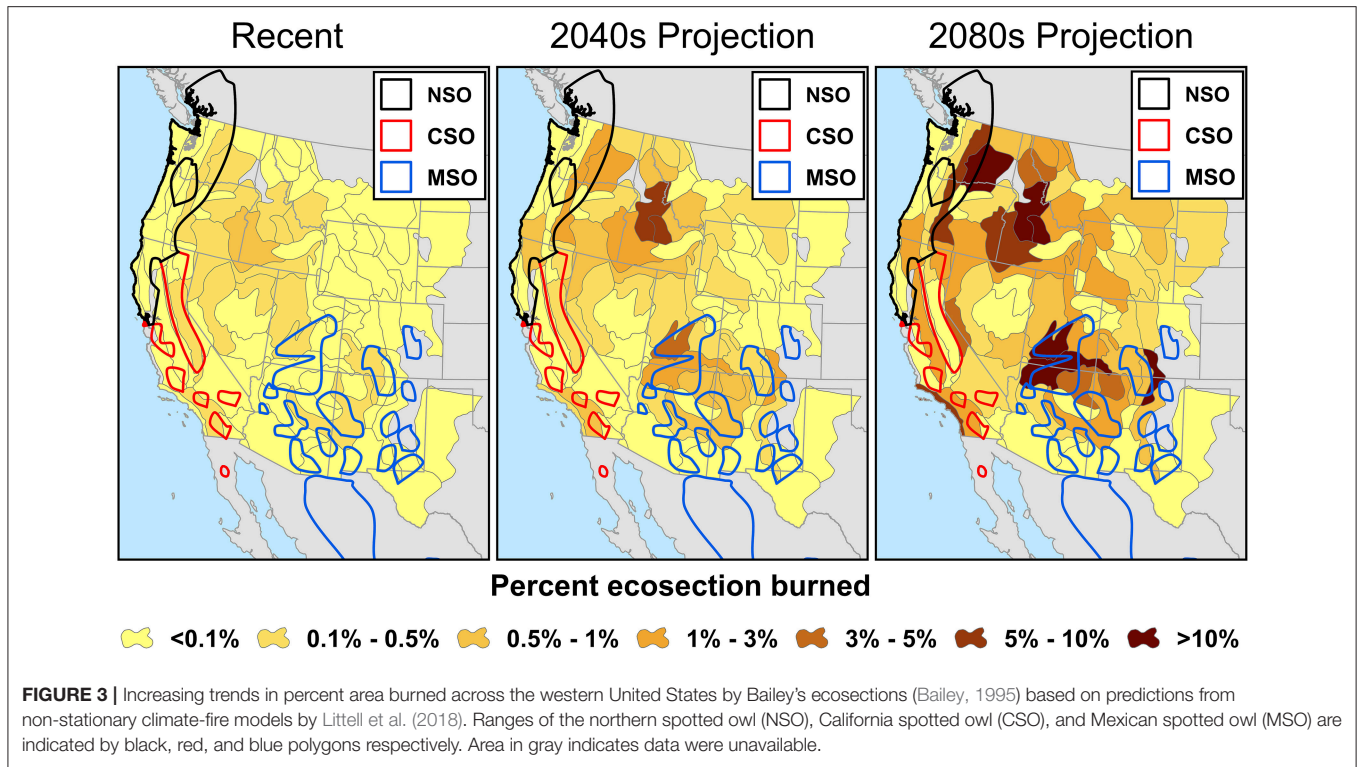 Recent
2040s Projection
2080s Projection
NSO
CSO
MSO
NSO
CSO
MSO
NSO
CSO
MSO
Percent ecosection burned
<0.1%
0.1% - 0.5%
0.5% - 1%
1% - 3%
3% - 5%
5% - 10%
>10%
FIGURE 3 | Increasing trends in percent area burned across the western United States by Bailey's ecosections (Bailey, 1995) based on predictions from
non-stationary climate-fire models by Littell et al. (2018). Ranges of the northern spotted owl (NSO), California spotted owl (CSO), and Mexican spotted owl (MSO) are
indicated by black, red, and blue polygons respectively. Area in gray indicates data were unavailable.